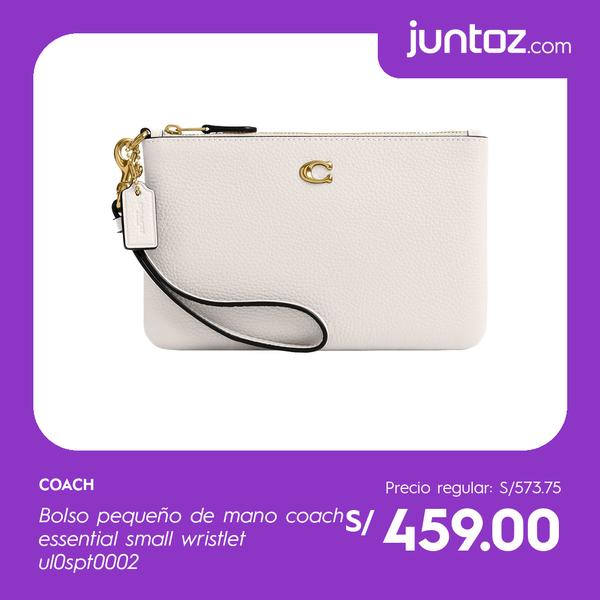 juntoz.com
C
COACH
Bolso pequeño de mano coach
essential small wristlet
ul0spt0002
Precio regular: S/573.75
S/ 459.00